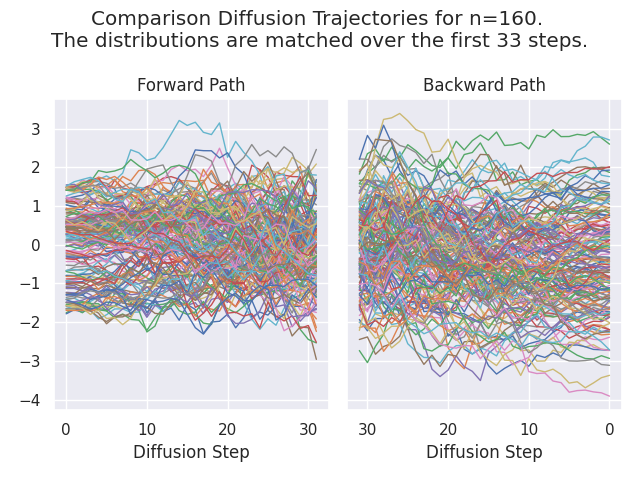 Comparison Diffusion Trajectories for n=160.
The distributions are matched over the first 33 steps.
Forward Path
Backward Path
3
2
1
0
−1
−2
−3
−4
0 10 20 30
30 20 10 0
Diffusion Step
Diffusion Step